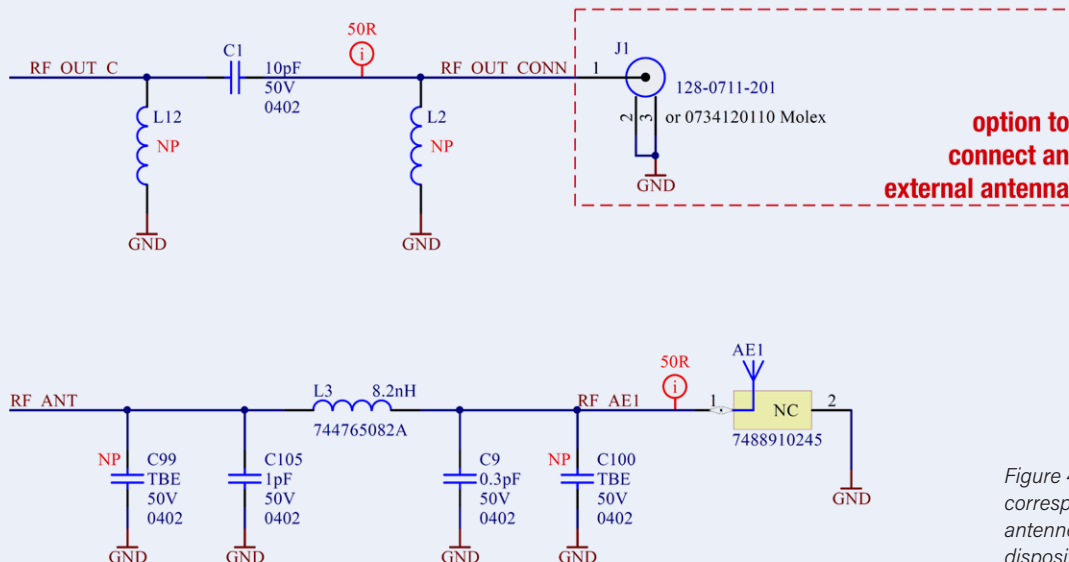 50R
RF_OUT_C
C1
10pF
50V
0402
RF_OUT_CONN
1
J1
128-0711-201
or 0734120110 Molex
2
3
GND
L12
NP
GND
L2
NP
GND
option to
connect an
external antenna
RF_ANT
L3
8.2nH
744765082A
RF_AE1
50R
1
AE1
NC
2
7488910245
GND
NP
C99
TBE
50V
0402
GND
C105
1pF
50V
0402
GND
C9
0.3pF
50V
0402
GND
NP
C100
TBE
50V
0402
GND
Figure 4
corresp
disposi